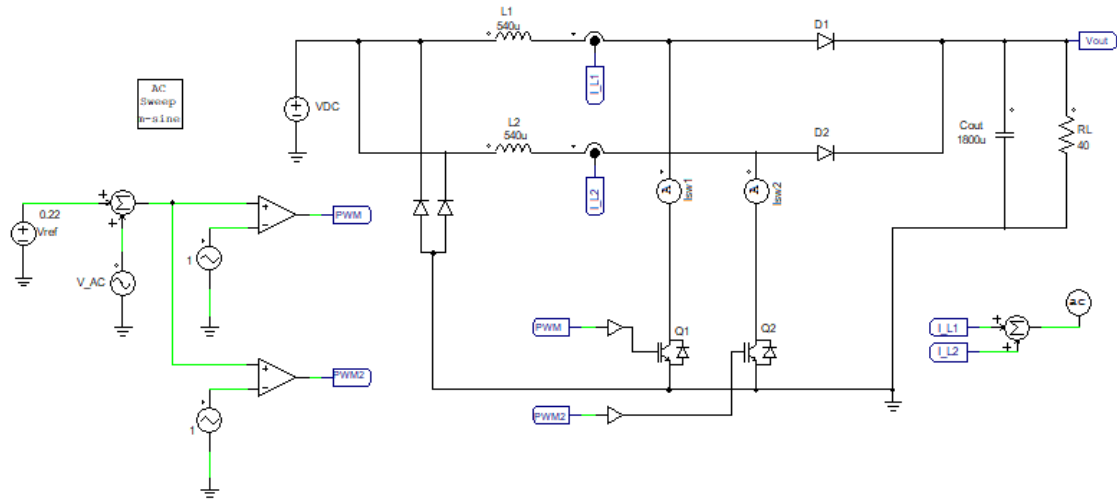 L1
540u
D1
Vout
I_L1
AC
Sweep
m-sine
VDC
L2
540u
D2
Cout
1800u
RL
40
I_L2
A
Isw1
A
Isw2
0.22
Vref
PWM
1
V_AC
ac
PWM
Q1
Q2
I_L1
I_L2
PWM2
1
PWM2